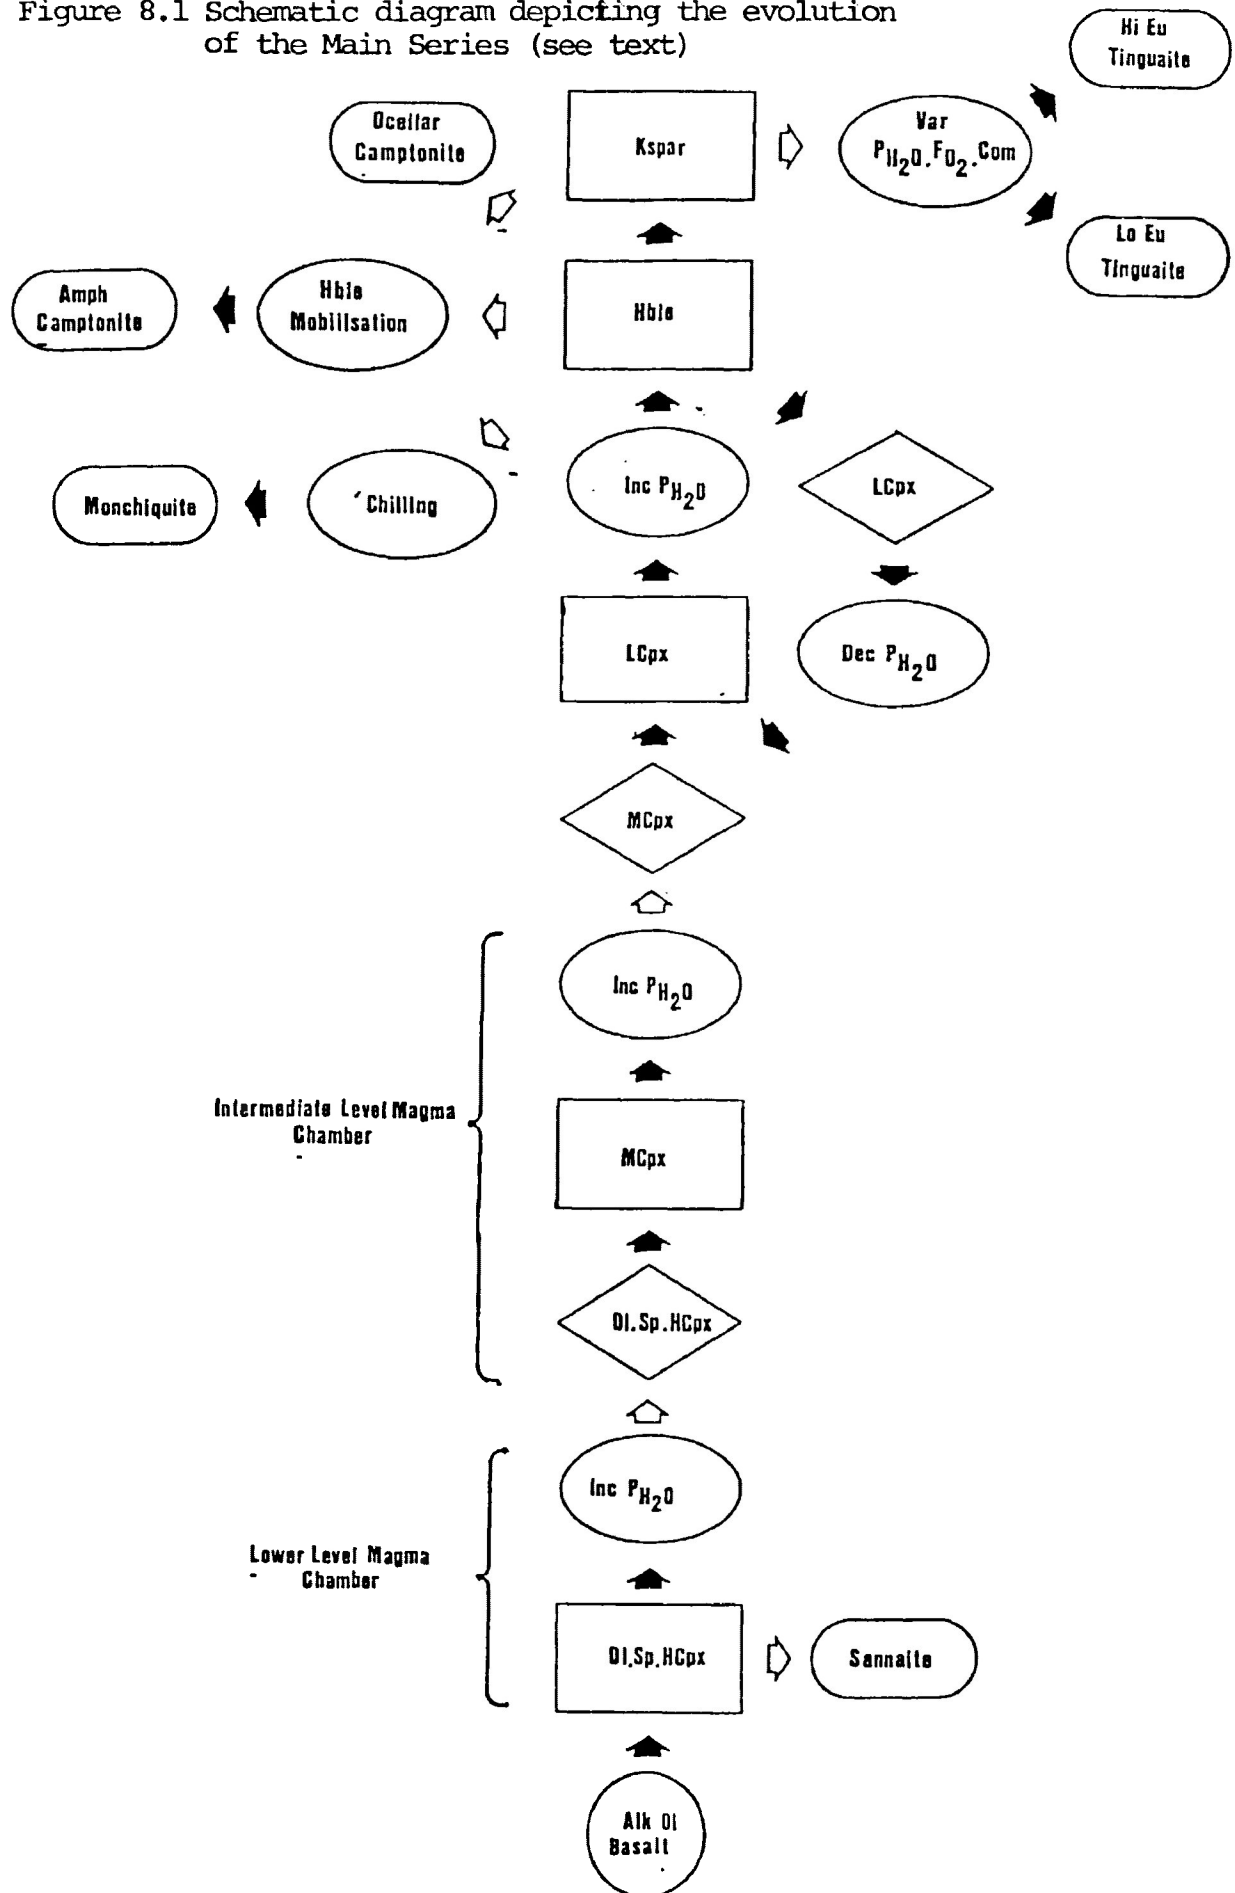 Figure 8.1 Schematic diagram depicting the evolution
of the Main Series (see text)
Hi Eu
Tinguaite
Ocellar
Camptonite
Kspar
Var
PH2O.FO2.Com
Lo Eu
Tinguaite
Amph
Camptonite
Hble
Mobilisation
Hble
Monchiquite
Chilling
Inc PH2O
LCpx
LCpx
Dec PH2O
MCpx
Inc PH2O
Intermediate Level Magma
Chamber
MCpx
Ol.Sp.HCpx
Inc PH2O
Lower Level Magma
Chamber
Ol.Sp.HCpx
Sannaite
Alk Ol
Basalt